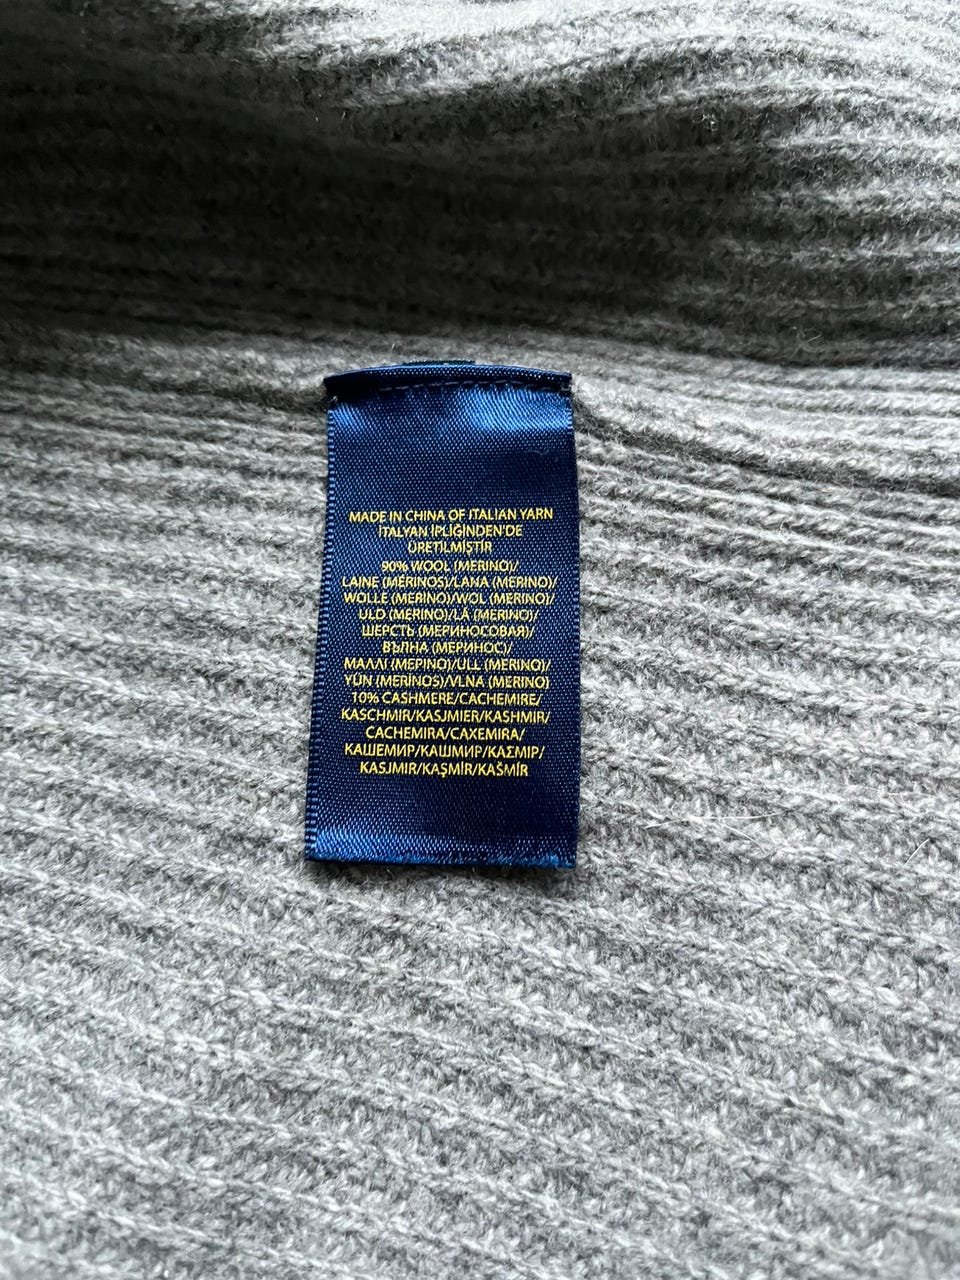 MADE IN CHINA OF ITALIAN YARN
İTALYAN İPLİĞİNDEN'DE
ÜRETİLMİŞTİR
90% WOOL (MERINO)/
LAINE (MÉRINOS)/LANA (MERINO)/
WOLLE (MERINO)/WOL (MERINO)/
ULD (MERINO)/LÃ (MERINO)/
ШЕРСТЬ (МЕРИНОСОВАЯ)/
ВЪЛНА (МЕРИНОС)/
ΜΑΛΛΙ (ΜΕΡΙΝΟ)/ULL (MERINO)/
YÜN (MERİNOS)/VLNA (MERINO)
10% CASHMERE/CACHEMIRE/
KASCHMIR/KASJMIER/KASHMIR/
CACHEMIRA/CAXEMIRA/
КАШЕМИР/КАШМИР/ΚΑΣΜΙΡ/
KASJMIR/KAŞMİR/KAŠMÍR